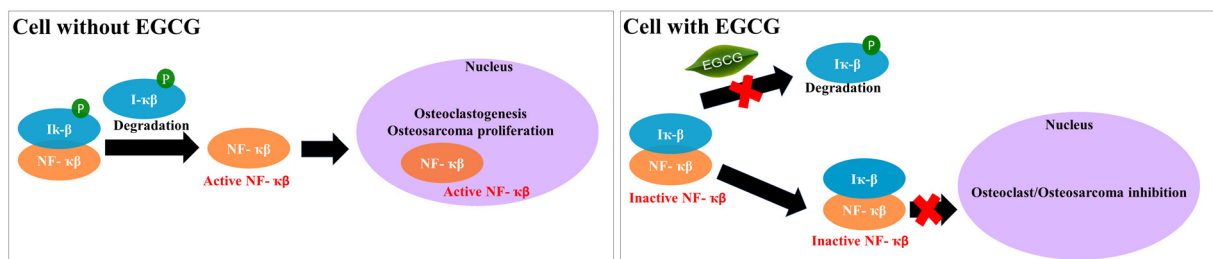 Cell without EGCG
P
I-κβ
Degradation
P
Ik-β
NF- κβ
NF- κβ
Active NF- κβ
Nucleus
Osteoclastogenesis
Osteosarcoma proliferation
NF- κβ
Active NF- κβ
Cell with EGCG
EGCG
P
Iκ-β
Degradation
Iκ-β
NF- κβ
Inactive NF- κβ
Iκ-β
NF- κβ
Inactive NF- κβ
Nucleus
Osteoclast/Osteosarcoma inhibition